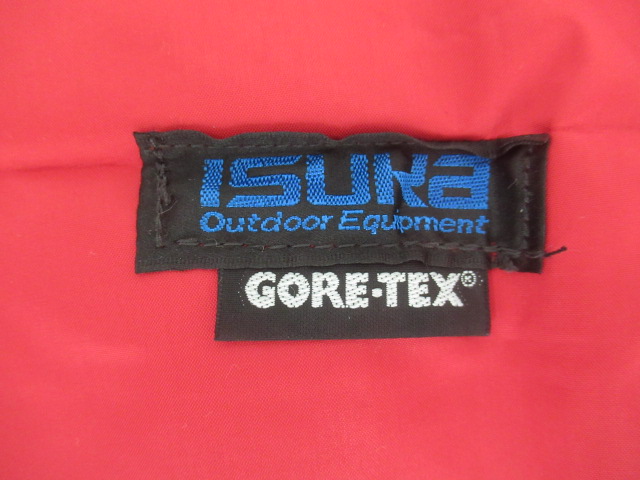 ISUKA
Outdoor Equipment
GORE-TEX®